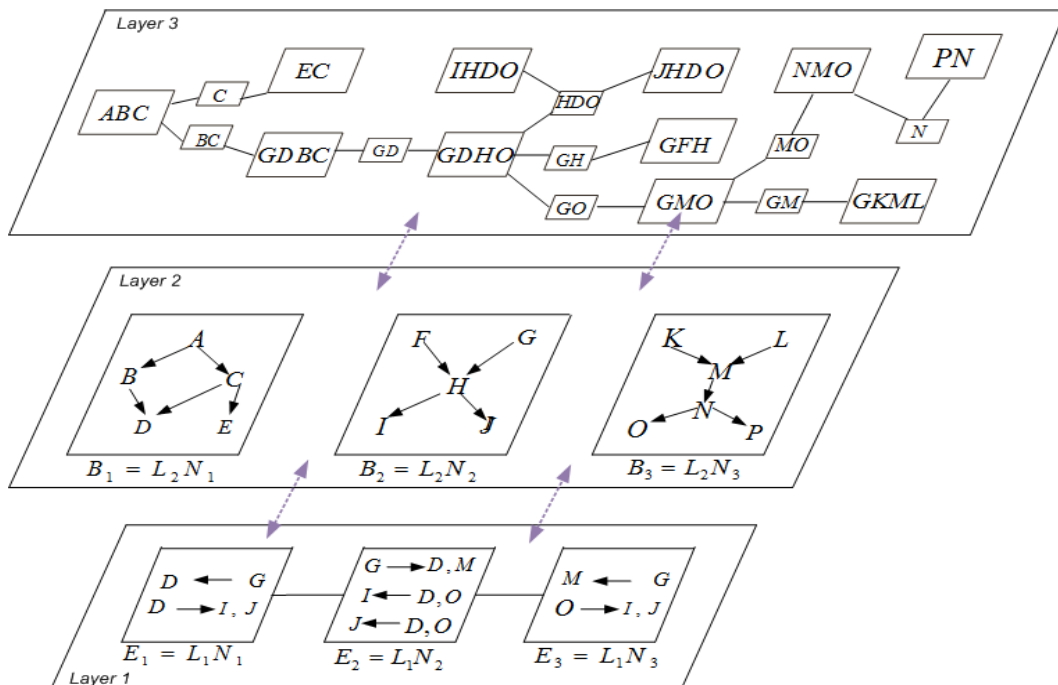 Layer 3
EC
IHDO
JHDO
NMO
PN
C
HDO
ABC
BC
GDBC
GD
GDHO
GH
GFH
MO
N
GO
GMO
GM
GKML
Layer 2
A
B
C
D
E
B₁ = L₂N₁
F
G
H
I
J
B₂ = L₂N₂
K
L
M
N
O
P
B₃ = L₂N₃
D G
D I, J
E₁ = L₁N₁
G D, M
I D, O
J D, O
E₂ = L₁N₂
M G
O I, J
E₃ = L₁N₃
Layer 1